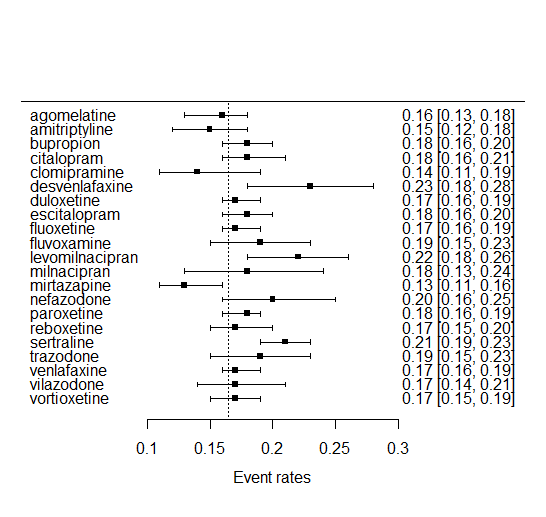 agomelatine 0.16 [0.13, 0.18]
amitriptyline 0.15 [0.12, 0.18]
bupropion 0.18 [0.16, 0.20]
citalopram 0.18 [0.16, 0.21]
clomipramine 0.14 [0.11, 0.19]
desvenlafaxine 0.23 [0.18, 0.28]
duloxetine 0.17 [0.16, 0.19]
escitalopram 0.18 [0.16, 0.20]
fluoxetine 0.17 [0.16, 0.19]
fluvoxamine 0.19 [0.15, 0.23]
levomilnacipran 0.22 [0.18, 0.26]
milnacipran 0.18 [0.13, 0.24]
mirtazapine 0.13 [0.11, 0.16]
nefazodone 0.20 [0.16, 0.25]
paroxetine 0.18 [0.16, 0.19]
reboxetine 0.17 [0.15, 0.20]
sertraline 0.21 [0.19, 0.23]
trazodone 0.19 [0.15, 0.23]
venlafaxine 0.17 [0.16, 0.19]
vilazodone 0.17 [0.14, 0.21]
vortioxetine 0.17 [0.15, 0.19]
0.1 0.15 0.2 0.25 0.3
Event rates